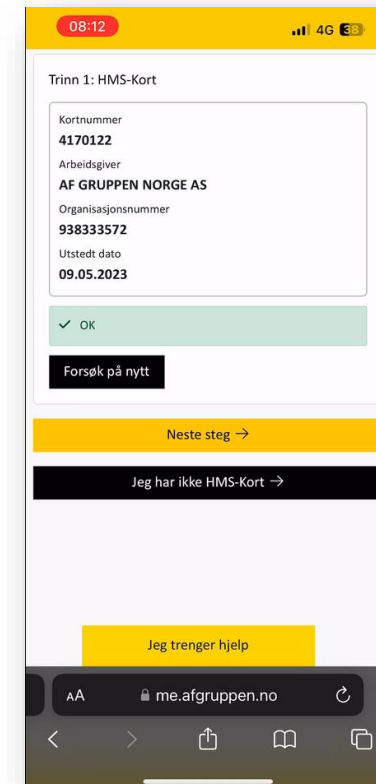 08:12
4G 38
Trinn 1: HMS-Kort
Kortnummer
4170122
Arbeidsgiver
AF GRUPPEN NORGE AS
Organisasjonsnummer
938333572
Utstedt dato
09.05.2023
OK
Forsøk på nytt
Neste steg →
Jeg har ikke HMS-Kort →
Jeg trenger hjelp
AA
me.afgruppen.no